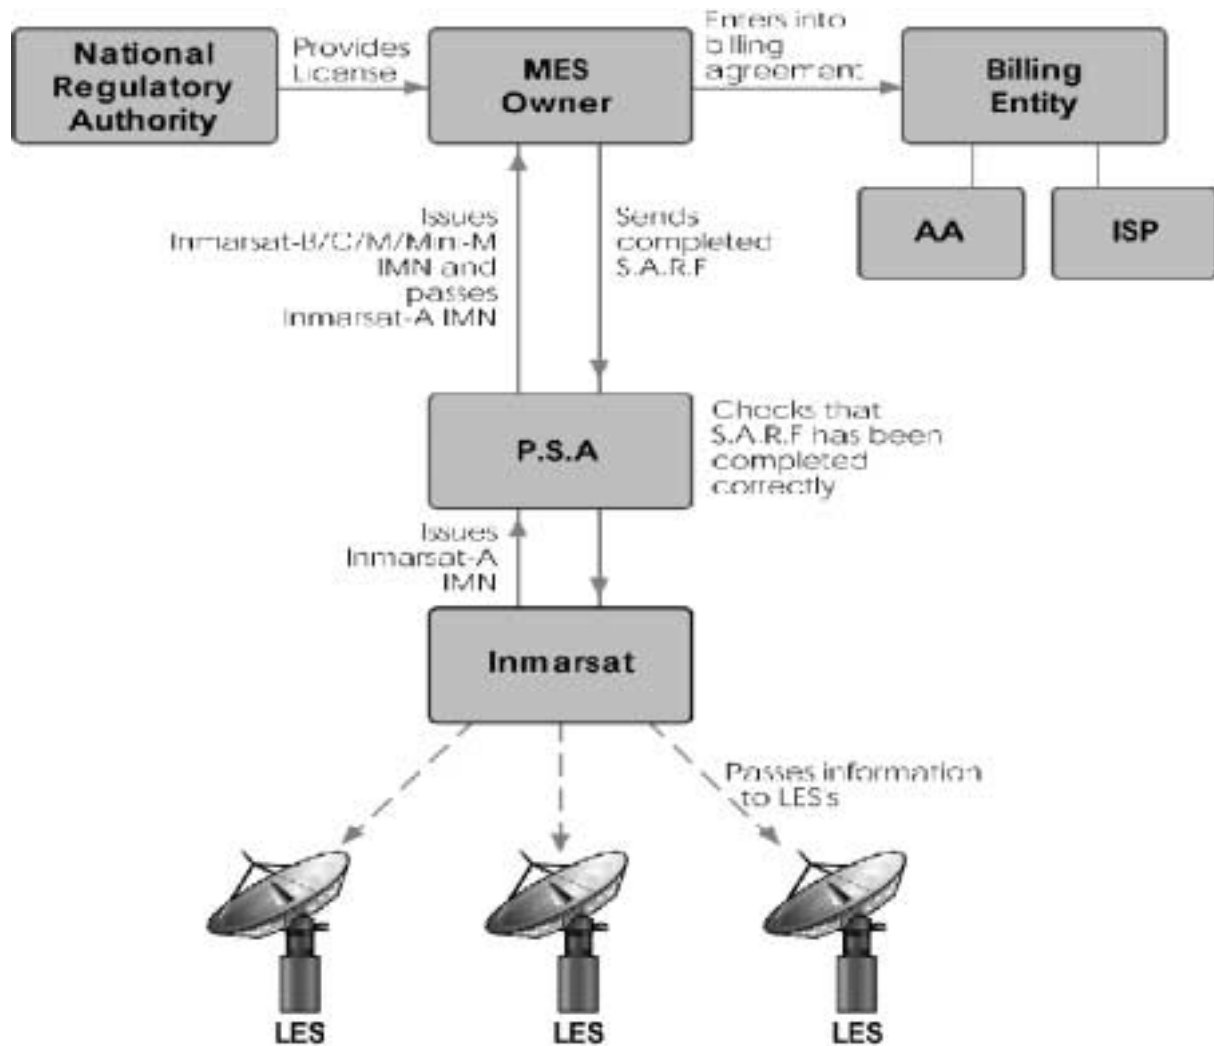 National
Regulatory
Authority
Provides
License
MES
Owner
Enters into
billing
agreement
Billing
Entity
AA
ISP
Issues
Inmarsat-B/C/M/Mini-M
IMN and
passes
Inmarsat-A IMN
Sends
completed
S.A.R.F
P.S.A
Checks that
S.A.R.F has been
completed
correctly
Issues
Inmarsat-A
IMN
Inmarsat
Passes information
to LES's
LES
LES
LES